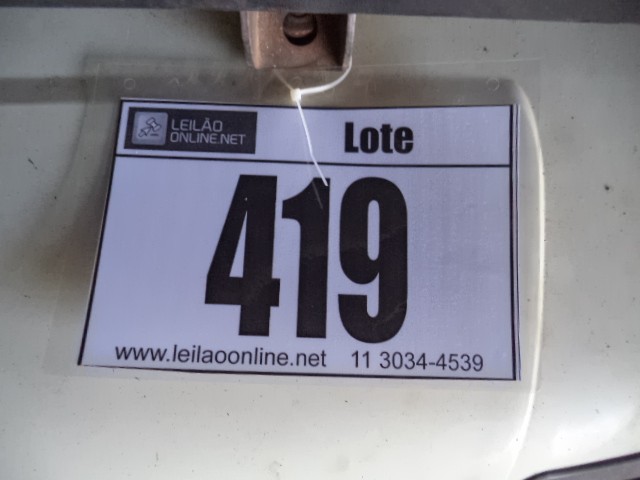 LEILÃO
ONLINE.NET
Lote
419
www.leilaoonline.net 11 3034-4539